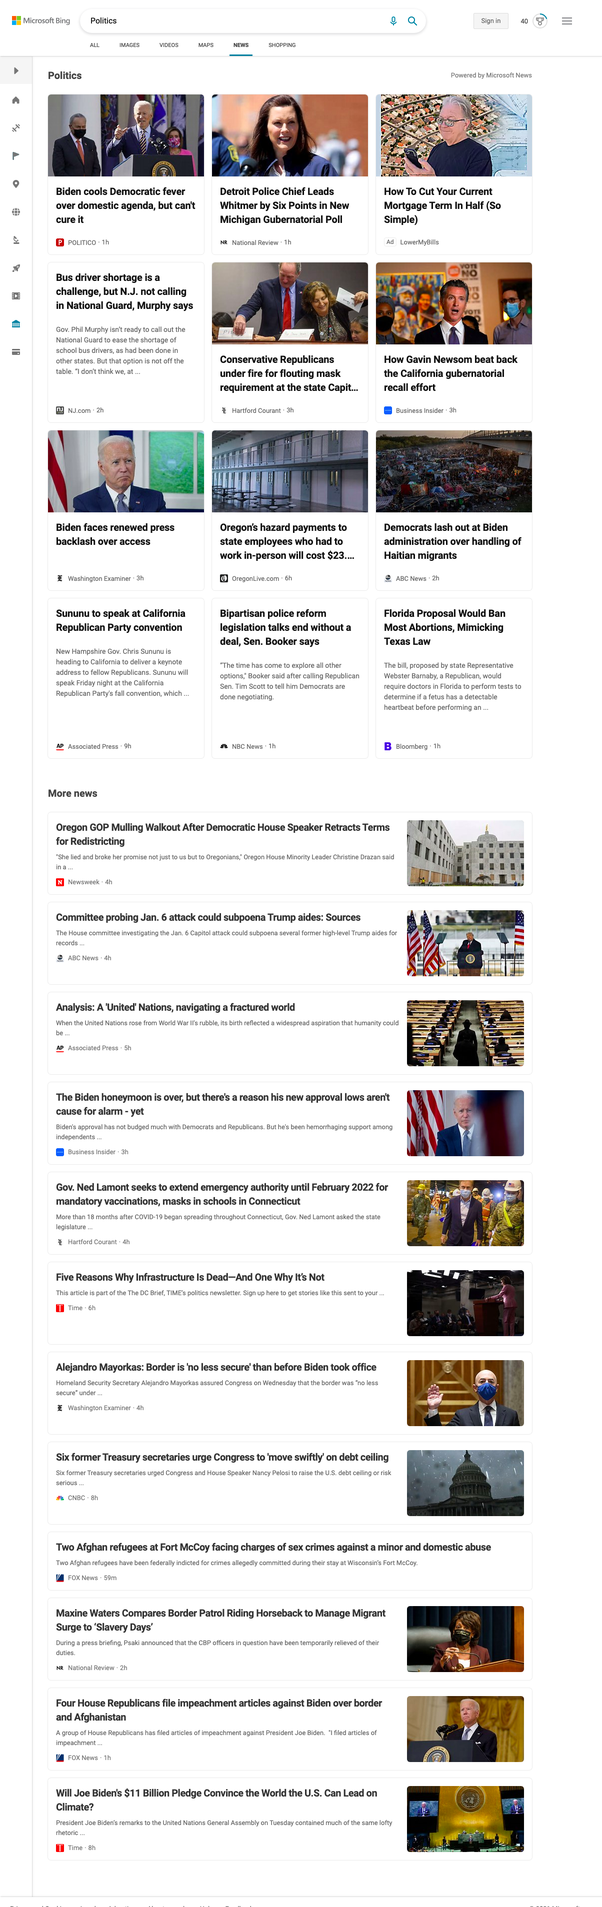 Microsoft Bing
Politics
Sign in
40
ALL
IMAGES
VIDEOS
MAPS
NEWS
SHOPPING
Politics
Powered by Microsoft News
Biden cools Democratic fever
over domestic agenda, but can't
cure it
POLITICO · 1h
Detroit Police Chief Leads
Whitmer by Six Points in New
Michigan Gubernatorial Poll
NR National Review · 1h
How To Cut Your Current
Mortgage Term In Half (So
Simple)
Ad LowerMyBills
Bus driver shortage is a
challenge, but N.J. not calling
in National Guard, Murphy says
Gov. Phil Murphy isn't ready to call out the
National Guard to ease the shortage of
school bus drivers, as had been done in
other states. But that option is not off the
table. "I don't think we, at ...
NJ.com · 2h
Conservative Republicans
under fire for flouting mask
requirement at the state Capit...
Hartford Courant · 3h
How Gavin Newsom beat back
the California gubernatorial
recall effort
Business Insider · 3h
Biden faces renewed press
backlash over access
Washington Examiner · 3h
Oregon's hazard payments to
state employees who had to
work in-person will cost $23....
OregonLive.com · 6h
Democrats lash out at Biden
administration over handling of
Haitian migrants
ABC News · 2h
Sununu to speak at California
Republican Party convention
New Hampshire Gov. Chris Sununu is
heading to California to deliver a keynote
address to fellow Republicans. Sununu will
speak Friday night at the California
Republican Party's fall convention, which ...
AP Associated Press · 9h
Bipartisan police reform
legislation talks end without a
deal, Sen. Booker says
"The time has come to explore all other
options," Booker said after calling Republican
Sen. Tim Scott to tell him Democrats are
done negotiating.
NBC News · 1h
Florida Proposal Would Ban
Most Abortions, Mimicking
Texas Law
The bill, proposed by state Representative
Webster Barnaby, a Republican, would
require doctors in Florida to perform tests to
determine if a fetus has a detectable
heartbeat before performing an ...
B Bloomberg · 1h
More news
Oregon GOP Mulling Walkout After Democratic House Speaker Retracts Terms
for Redistricting
"She lied and broke her promise not just to us but to Oregonians," Oregon House Minority Leader Christine Drazan said
in a ...
N Newsweek · 4h
Committee probing Jan. 6 attack could subpoena Trump aides: Sources
The House committee investigating the Jan. 6 Capitol attack could subpoena several former high-level Trump aides for
records ...
ABC News · 4h
Analysis: A 'United' Nations, navigating a fractured world
When the United Nations rose from World War II's rubble, its birth reflected a widespread aspiration that humanity could
be ...
AP Associated Press · 5h
The Biden honeymoon is over, but there's a reason his new approval lows aren't
cause for alarm - yet
Biden's approval has not budged much with Democrats and Republicans. But he's been hemorrhaging support among
independents ...
Business Insider · 3h
Gov. Ned Lamont seeks to extend emergency authority until February 2022 for
mandatory vaccinations, masks in schools in Connecticut
More than 18 months after COVID-19 began spreading throughout Connecticut, Gov. Ned Lamont asked the state
legislature ...
Hartford Courant · 4h
Five Reasons Why Infrastructure Is Dead—And One Why It's Not
This article is part of the The DC Brief, TIME's politics newsletter. Sign up here to get stories like this sent to your ...
T Time · 6h
Alejandro Mayorkas: Border is 'no less secure' than before Biden took office
Homeland Security Secretary Alejandro Mayorkas assured Congress on Wednesday that the border was "no less
secure" under ...
Washington Examiner · 4h
Six former Treasury secretaries urge Congress to 'move swiftly' on debt ceiling
Six former Treasury secretaries urged Congress and House Speaker Nancy Pelosi to raise the U.S. debt ceiling or risk
serious ...
CNBC · 8h
Two Afghan refugees at Fort McCoy facing charges of sex crimes against a minor and domestic abuse
Two Afghan refugees have been federally indicted for crimes allegedly committed during their stay at Wisconsin's Fort McCoy.
FOX News · 59m
Maxine Waters Compares Border Patrol Riding Horseback to Manage Migrant
Surge to 'Slavery Days'
During a press briefing, Psaki announced that the CBP officers in question have been temporarily relieved of their
duties.
NR National Review · 2h
Four House Republicans file impeachment articles against Biden over border
and Afghanistan
A group of House Republicans has filed articles of impeachment against President Joe Biden. "I filed articles of
impeachment ...
FOX News · 1h
Will Joe Biden's $11 Billion Pledge Convince the World the U.S. Can Lead on
Climate?
President Joe Biden's remarks to the United Nations General Assembly on Tuesday contained much of the same lofty
rhetoric ...
T Time · 8h